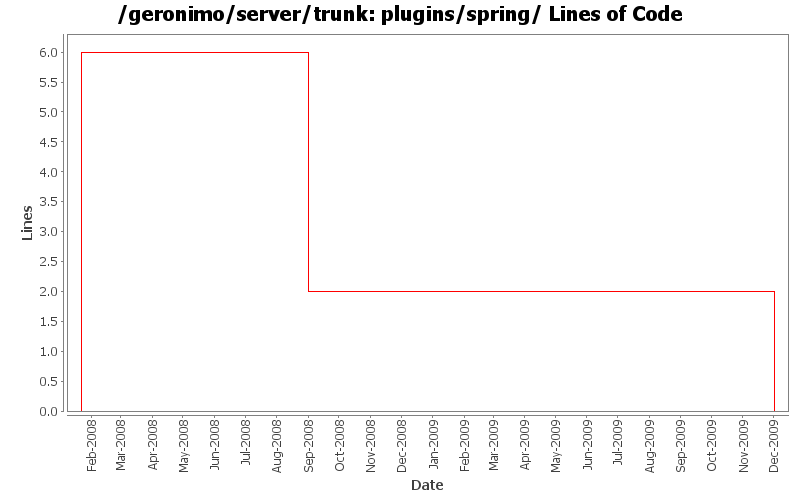 /geronimo/server/trunk: plugins/spring/ Lines of Code
Lines
6.0
5.5
5.0
4.5
4.0
3.5
3.0
2.5
2.0
1.5
1.0
0.5
0.0
Feb-2008
Mar-2008
Apr-2008
May-2008
Jun-2008
Jul-2008
Aug-2008
Sep-2008
Oct-2008
Nov-2008
Dec-2008
Jan-2009
Feb-2009
Mar-2009
Apr-2009
May-2009
Jun-2009
Jul-2009
Aug-2009
Sep-2009
Oct-2009
Nov-2009
Dec-2009
Date